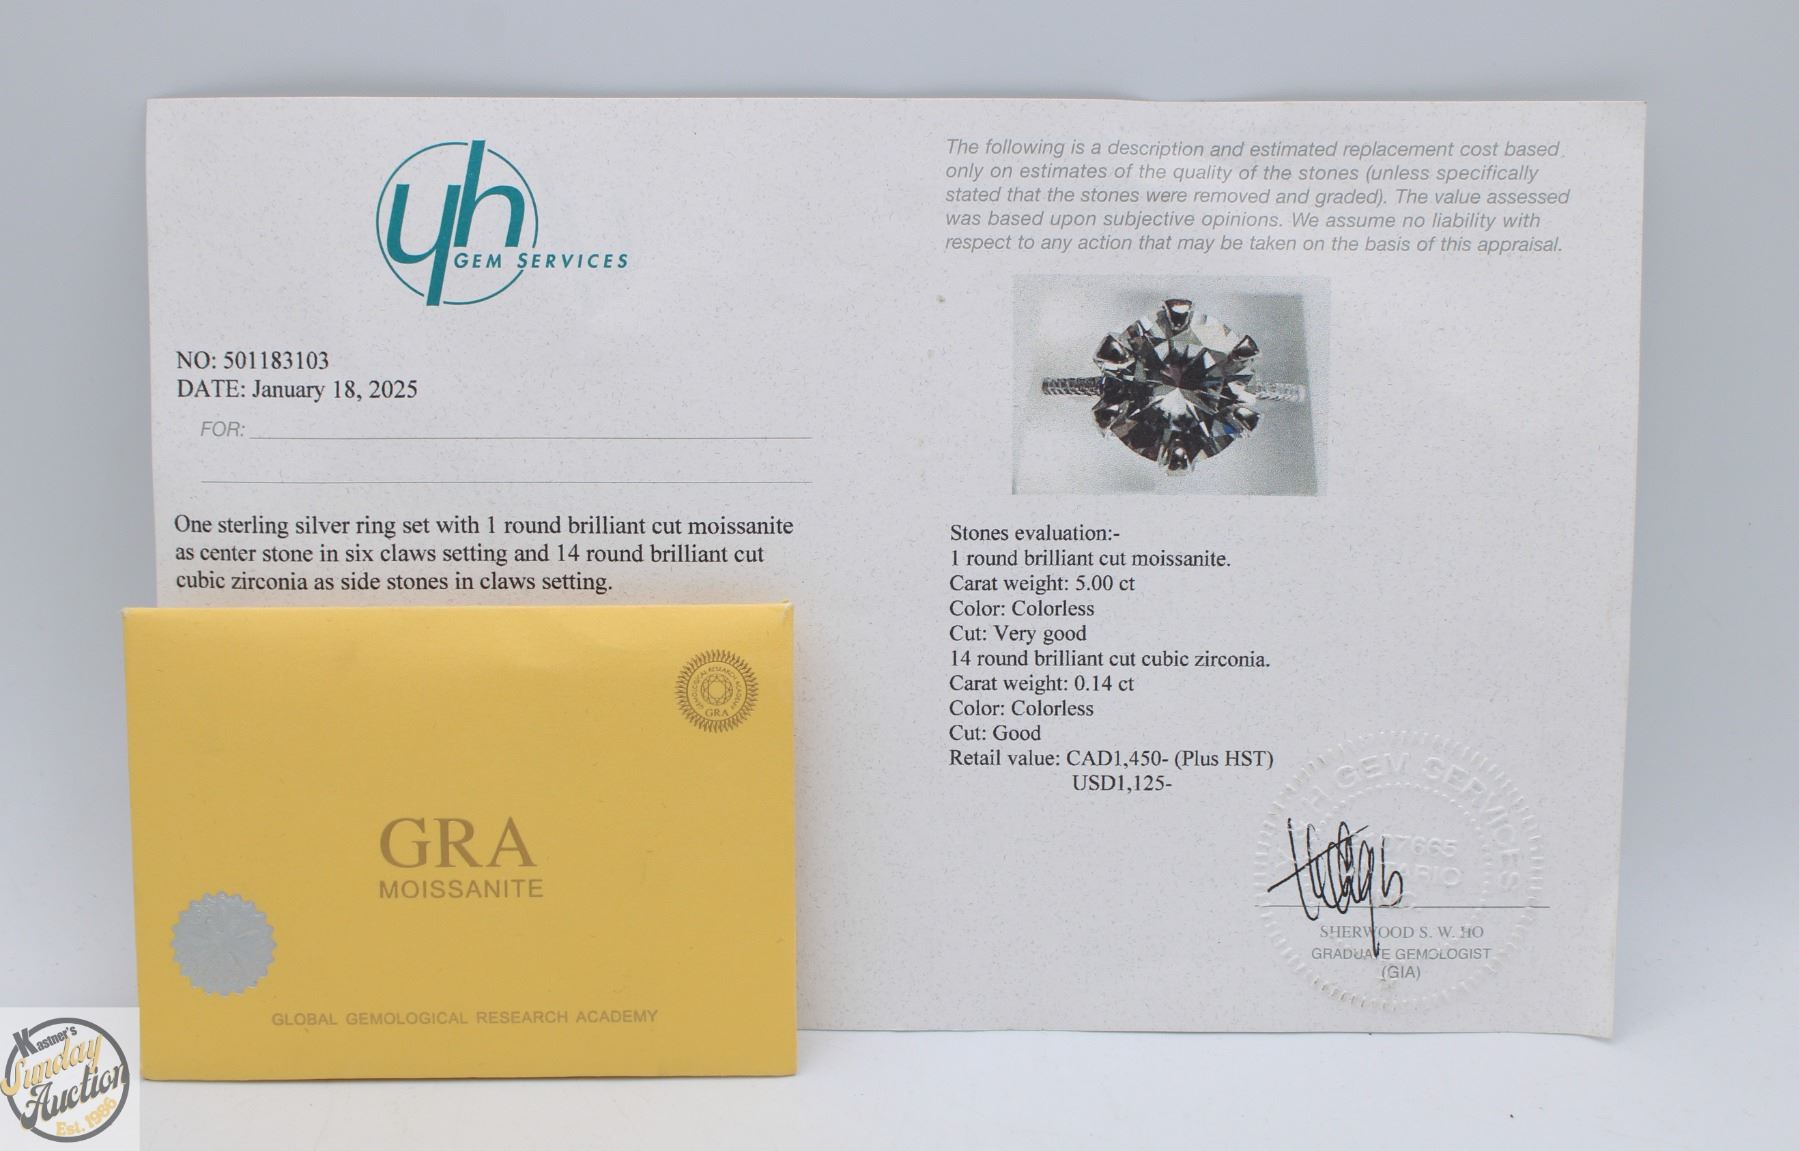 yh
GEM SERVICES
NO: 501183103
DATE: January 18, 2025
FOR:
One sterling silver ring set with 1 round brilliant cut moissanite
as center stone in six claws setting and 14 round brilliant cut
cubic zirconia as side stones in claws setting.
The following is a description and estimated replacement cost based
only on estimates of the quality of the stones (unless specifically
stated that the stones were removed and graded). The value assessed
was based upon subjective opinions. We assume no liability with
respect to any action that may be taken on the basis of this appraisal.
Stones evaluation:-
1 round brilliant cut moissanite.
Carat weight: 5.00 ct
Color: Colorless
Cut: Very good
14 round brilliant cut cubic zirconia.
Carat weight: 0.14 ct
Color: Colorless
Cut: Good
Retail value: CAD1,450- (Plus HST)
USD1,125-
H GEM SERVICES
07665
SHERWOOD S. W. HO
GRADUATE GEMOLOGIST
(GIA)
GEMOLOGICAL RESEARCH ACADEMY
GRA
GRA
MOISSANITE
GLOBAL GEMOLOGICAL RESEARCH ACADEMY
Kastner's
Sunday
Auction
Est. 1986